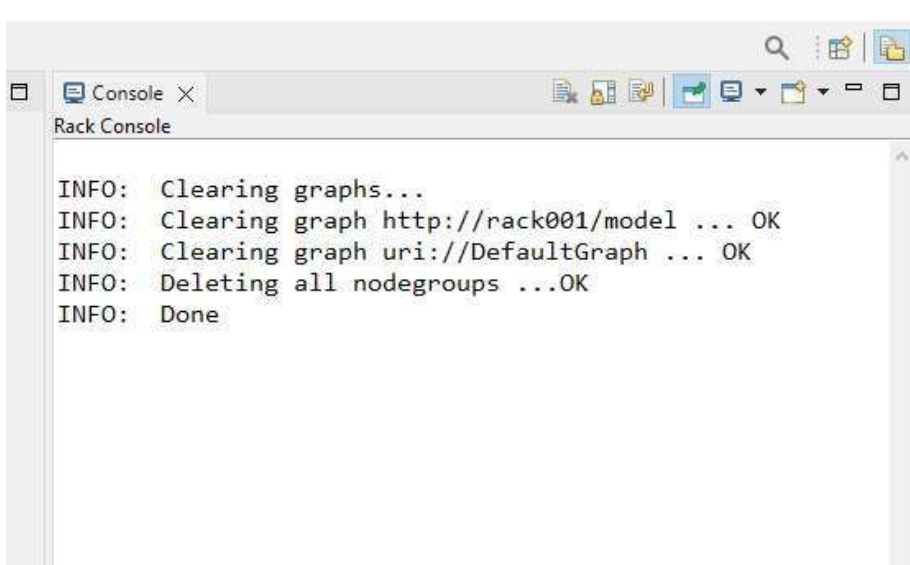 Console
Rack Console
INFO:  Clearing graphs...
INFO:  Clearing graph http://rack001/model ... OK
INFO:  Clearing graph uri://DefaultGraph ... OK
INFO:  Deleting all nodegroups ...OK
INFO:  Done